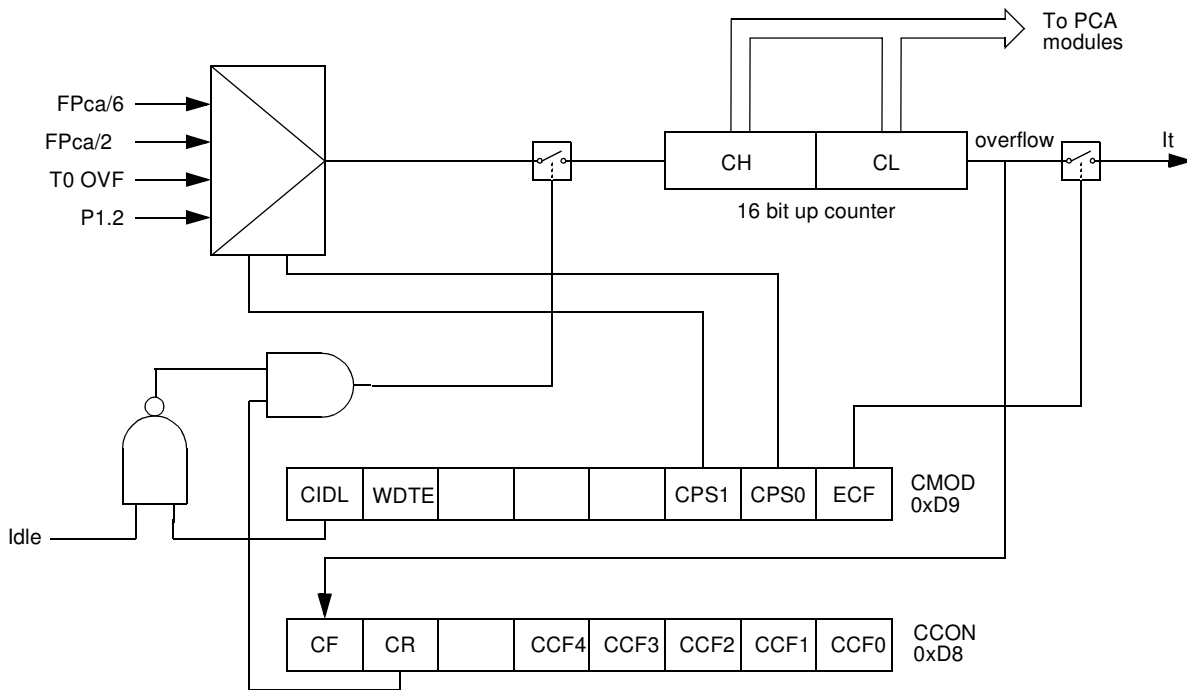 To PCA
modules
FPca/6
FPca/2
T0 OVF
P1.2
CH
CL
overflow
It
16 bit up counter
CIDL
WDTE
CPS1
CPS0
ECF
CMOD
0xD9
Idle
CF
CR
CCF4
CCF3
CCF2
CCF1
CCF0
CCON
0xD8